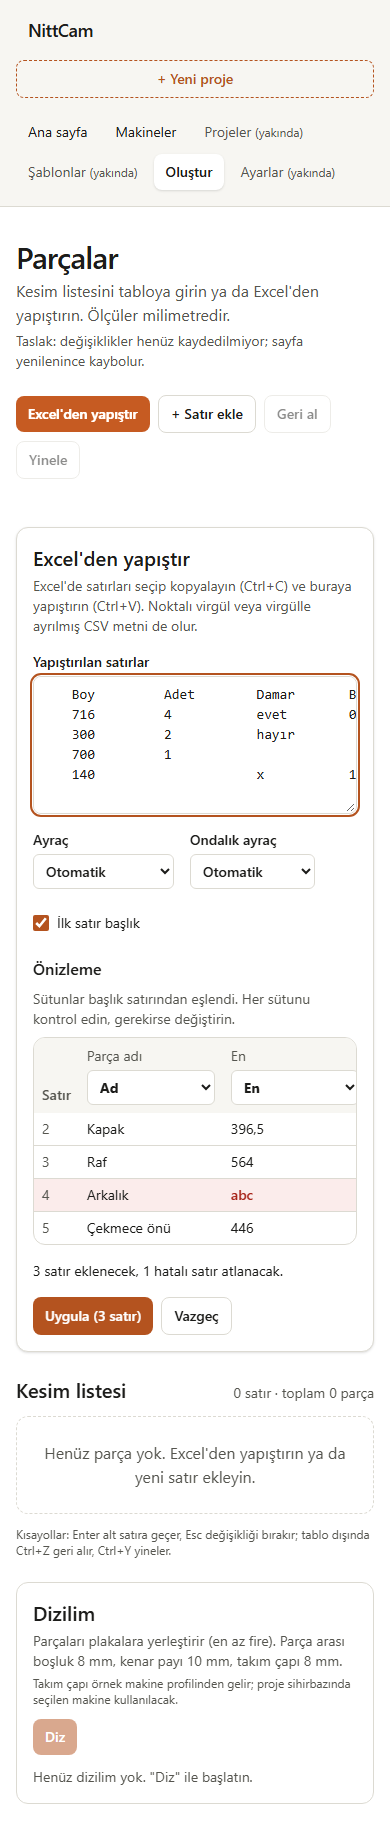 NittCam
+ Yeni proje
Ana sayfa Makineler Projeler (yakında)
Şablonlar (yakında) Oluştur Ayarlar (yakında)
Parçalar
Kesim listesini tabloya girin ya da Excel'den
yapıştırın. Ölçüler milimetredir.
Taslak: değişiklikler henüz kaydedilmiyor; sayfa
yenilenince kaybolur.
Excel'den yapıştır + Satır ekle Geri al
Yinele
Excel'den yapıştır
Excel'de satırları seçip kopyalayın (Ctrl+C) ve buraya
yapıştırın (Ctrl+V). Noktalı virgül veya virgülle
ayrılmış CSV metni de olur.
Yapıştırılan satırlar
Boy Adet Damar B
716 4 evet 0
300 2 hayır
700 1
140 x 1
Ayraç Ondalık ayraç
Otomatik Otomatik
İlk satır başlık
Önizleme
Sütunlar başlık satırından eşlendi. Her sütunu
kontrol edin, gerekirse değiştirin.
Parça adı En
Satır Ad En
2 Kapak 396,5
3 Raf 564
4 Arkalık abc
5 Çekmece önü 446
3 satır eklenecek, 1 hatalı satır atlanacak.
Uygula (3 satır) Vazgeç
Kesim listesi 0 satır · toplam 0 parça
Henüz parça yok. Excel'den yapıştırın ya da
yeni satır ekleyin.
Kısayollar: Enter alt satıra geçer, Esc değişikliği bırakır; tablo dışında
Ctrl+Z geri alır, Ctrl+Y yineler.
Dizilim
Parçaları plakalara yerleştirir (en az fire). Parça arası
boşluk 8 mm, kenar payı 10 mm, takım çapı 8 mm.
Takım çapı örnek makine profilinden gelir; proje sihirbazında
seçilen makine kullanılacak.
Diz
Henüz dizilim yok. "Diz" ile başlatın.